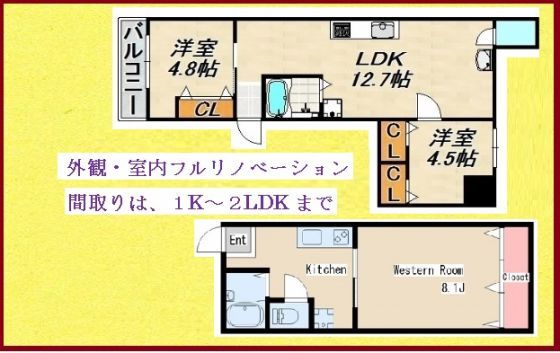 バルコニー
洋室
4.8帖
CL
LDK
12.7帖
CL
CL
洋室
4.5帖
外観・室内フルリノベーション
間取りは、1K～2LDKまで
Ent
Kitchen
Western Room
8.1J
Closet